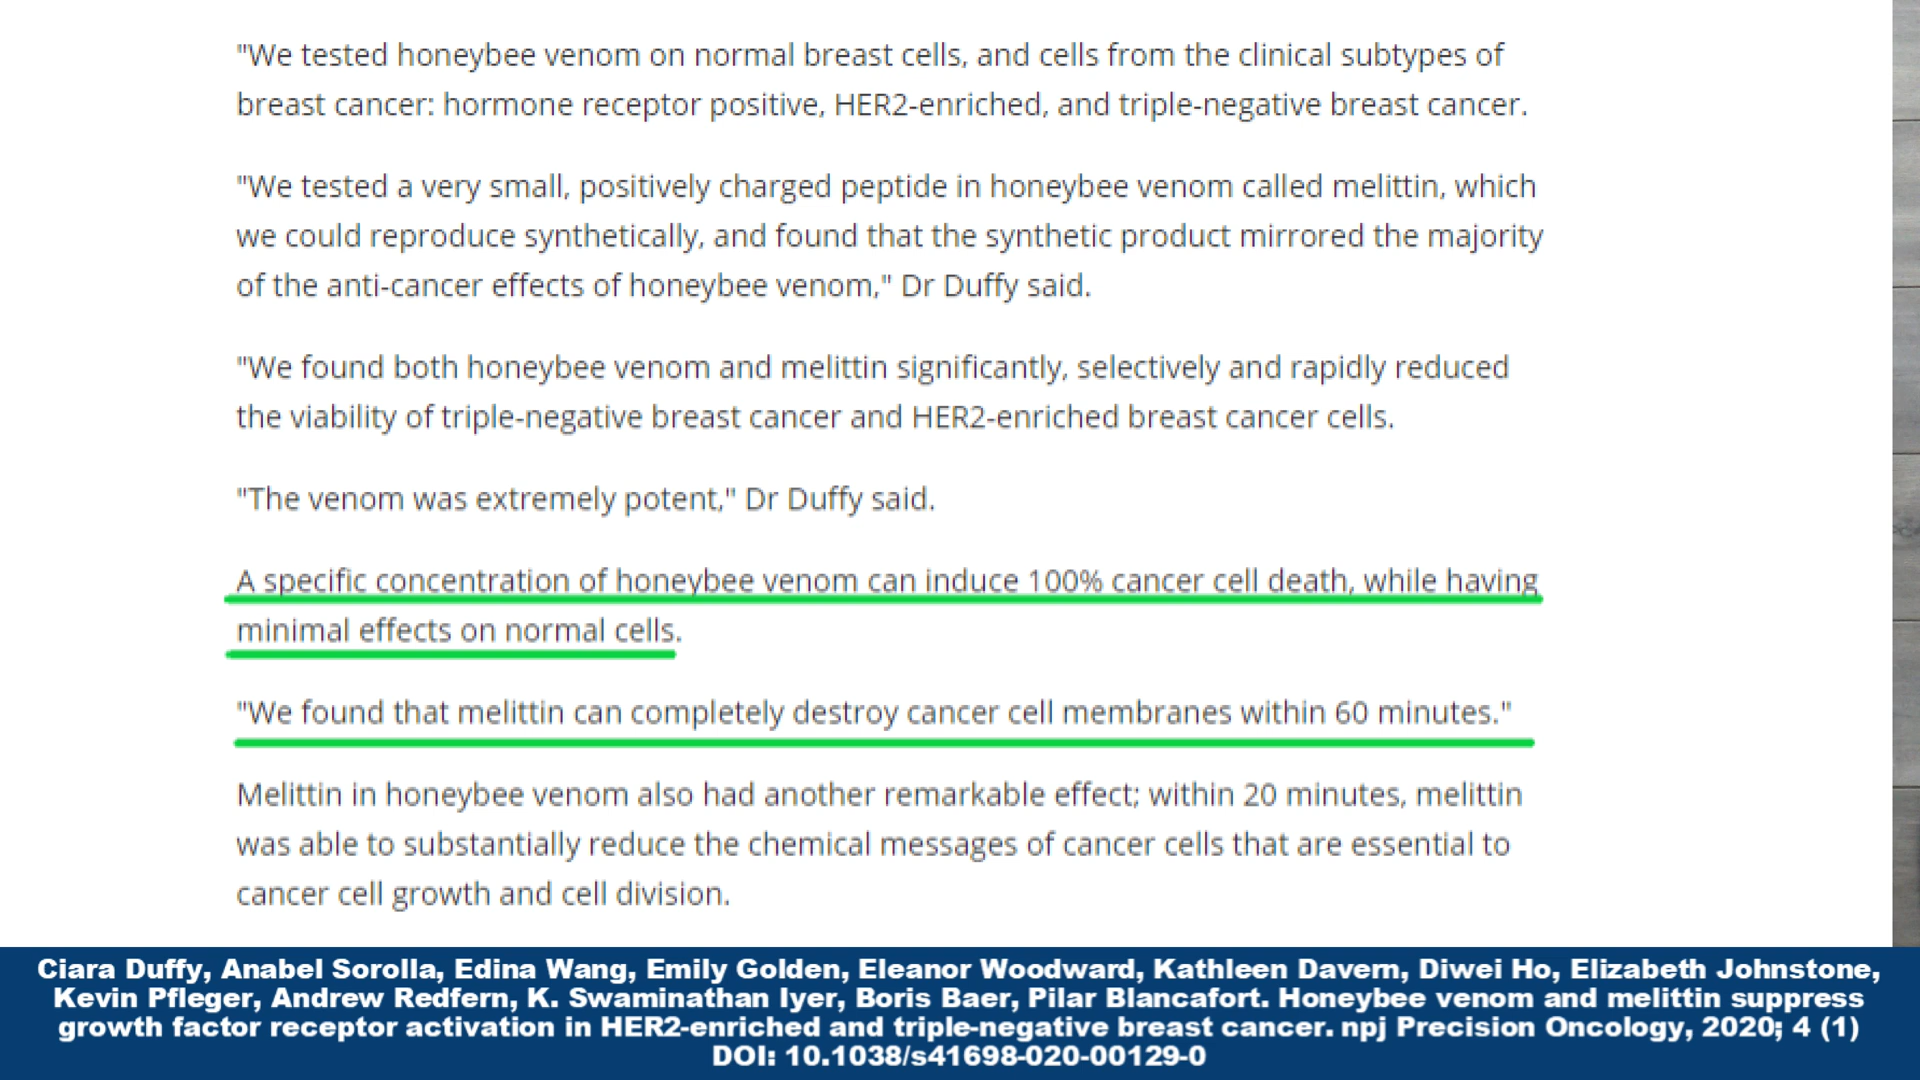 "We tested honeybee venom on normal breast cells, and cells from the clinical subtypes of
breast cancer: hormone receptor positive, HER2-enriched, and triple-negative breast cancer.
"We tested a very small, positively charged peptide in honeybee venom called melittin, which
we could reproduce synthetically, and found that the synthetic product mirrored the majority
of the anti-cancer effects of honeybee venom," Dr Duffy said.
"We found both honeybee venom and melittin significantly, selectively and rapidly reduced
the viability of triple-negative breast cancer and HER2-enriched breast cancer cells.
"The venom was extremely potent," Dr Duffy said.
A specific concentration of honeybee venom can induce 100% cancer cell death, while having
minimal effects on normal cells.
"We found that melittin can completely destroy cancer cell membranes within 60 minutes."
Melittin in honeybee venom also had another remarkable effect; within 20 minutes, melittin
was able to substantially reduce the chemical messages of cancer cells that are essential to
cancer cell growth and cell division.
Ciara Duffy, Anabel Sorolla, Edina Wang, Emily Golden, Eleanor Woodward, Kathleen Davern, Diwei Ho, Elizabeth Johnstone,
Kevin Pfleger, Andrew Redfern, K. Swaminathan Iyer, Boris Baer, Pilar Blancafort. Honeybee venom and melittin suppress
growth factor receptor activation in HER2-enriched and triple-negative breast cancer. npj Precision Oncology, 2020; 4 (1)
DOI: 10.1038/s41698-020-00129-0